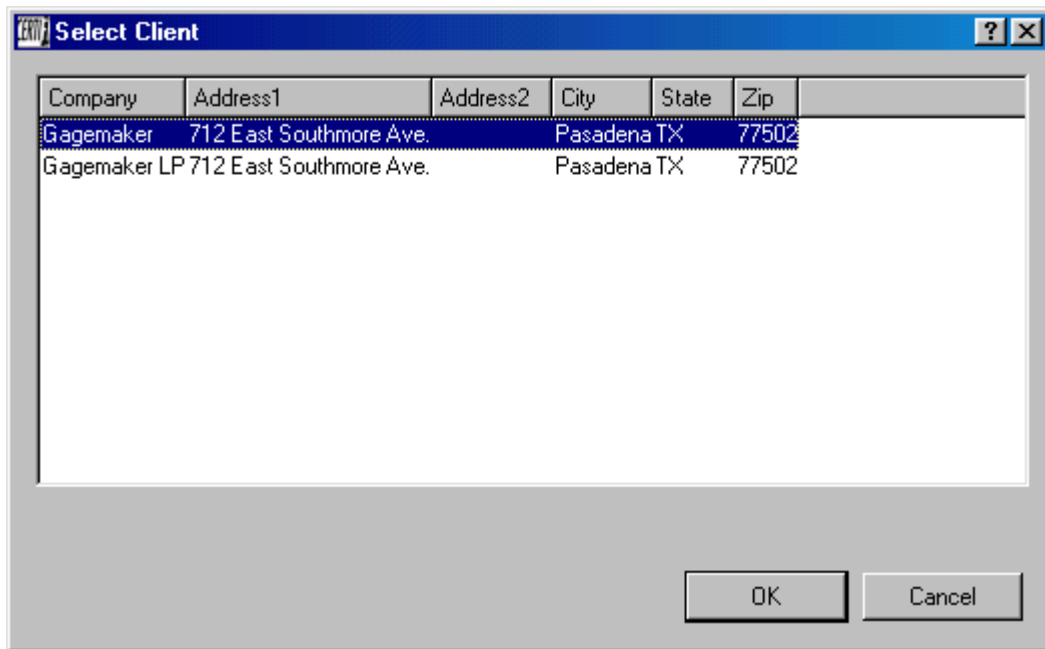 Select Client
Company Address1 Address2 City State Zip
Gagemaker 712 East Southmore Ave. Pasadena TX 77502
Gagemaker LP 712 East Southmore Ave. Pasadena TX 77502
OK Cancel